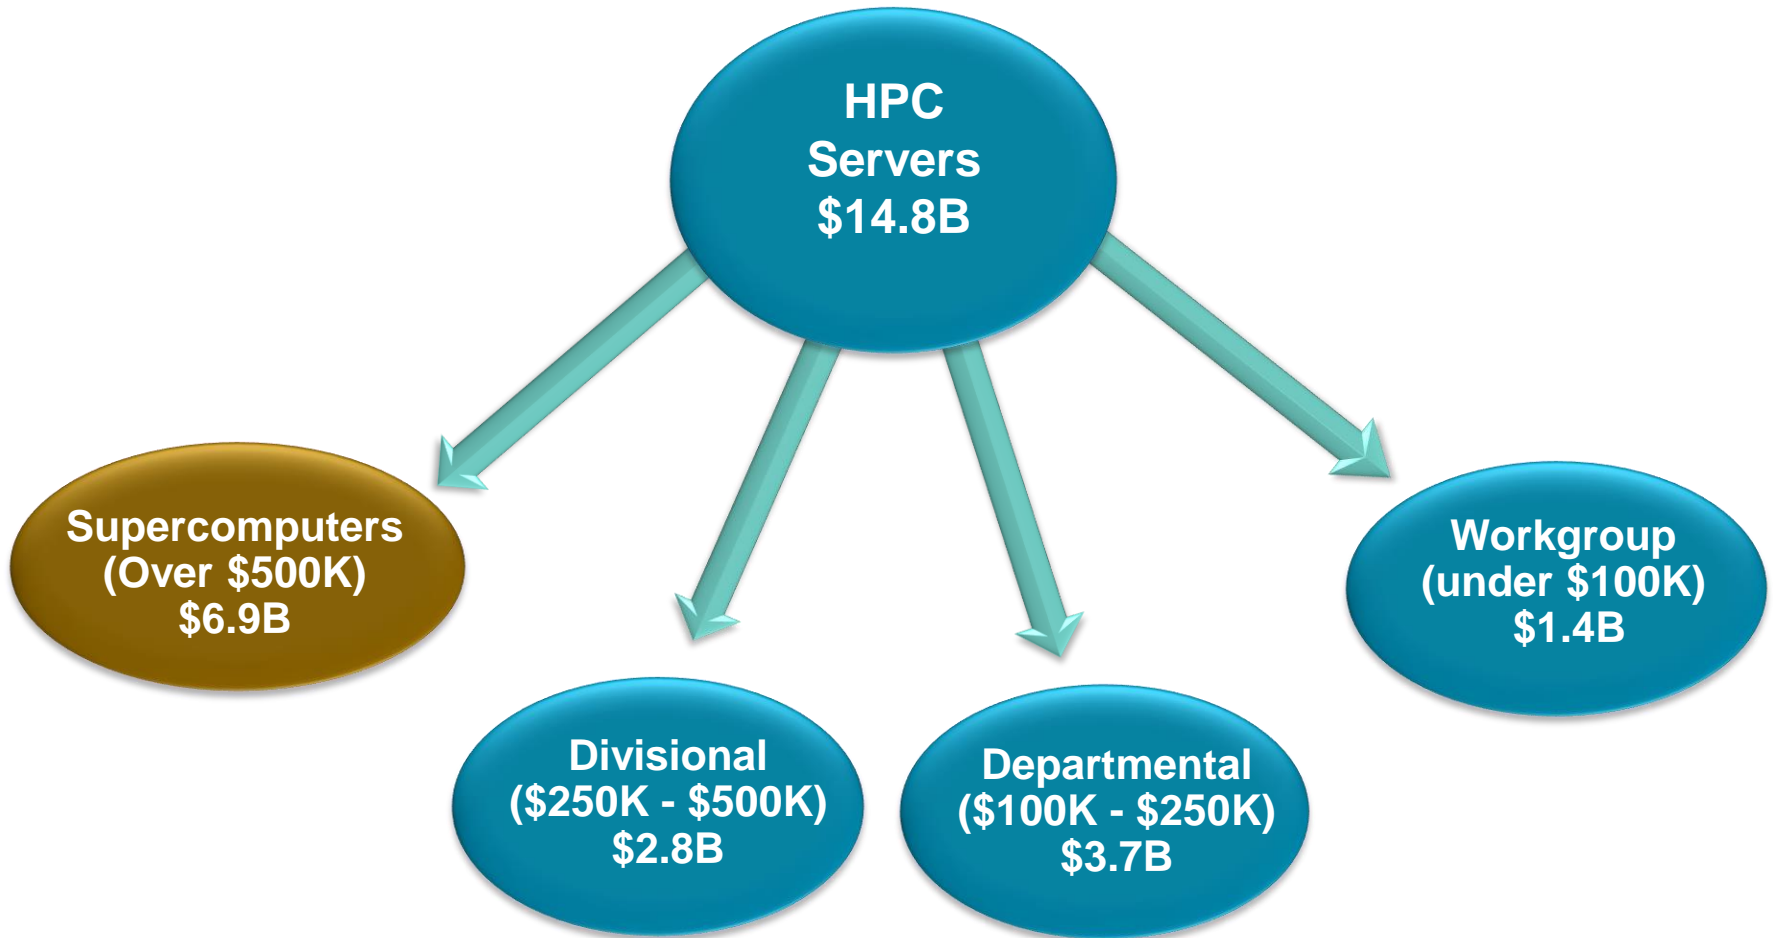 HPC
Servers
$14.8B
Supercomputers
(Over $500K)
$6.9B
Divisional
($250K - $500K)
$2.8B
Departmental
($100K - $250K)
$3.7B
Workgroup
(under $100K)
$1.4B